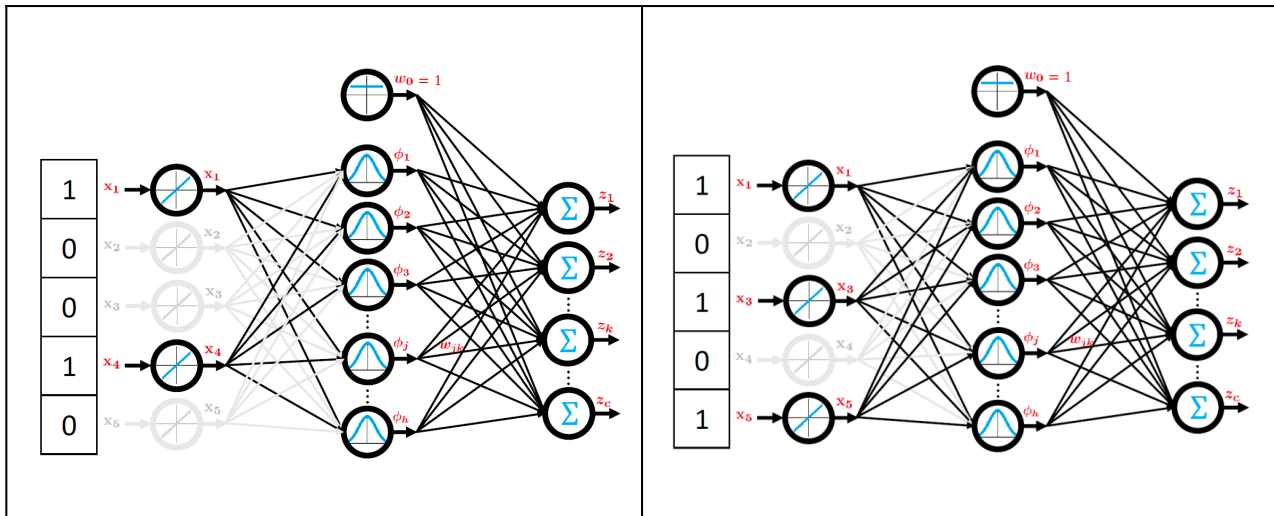 w₀ = 1
1
0
0
1
0
x₁
x₂
x₃
x₄
x₅
x₁
x₂
x₃
x₄
x₅
ϕ₁
ϕ₂
ϕ₃
ϕⱼ
ϕₕ
wⱼₖ
Σ
Σ
Σ
Σ
z₁
z₂
zₖ
z_c
w₀ = 1
1
0
1
0
1
x₁
x₂
x₃
x₄
x₅
x₁
x₂
x₃
x₄
x₅
ϕ₁
ϕ₂
ϕ₃
ϕⱼ
ϕₕ
wⱼₖ
Σ
Σ
Σ
Σ
z₁
z₂
zₖ
z_c